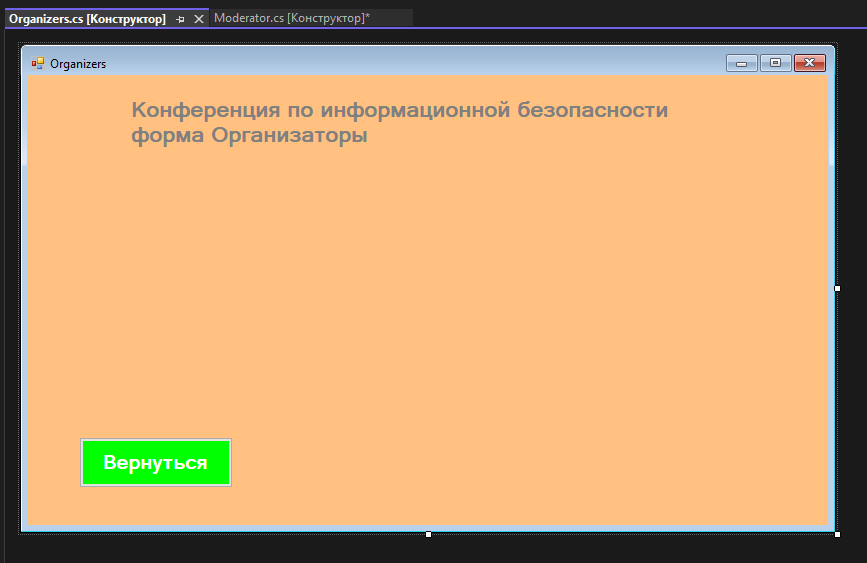 Organizers.cs [Конструктор]
Moderator.cs [Конструктор]*
Organizers
Конференция по информационной безопасности
форма Организаторы
Вернуться